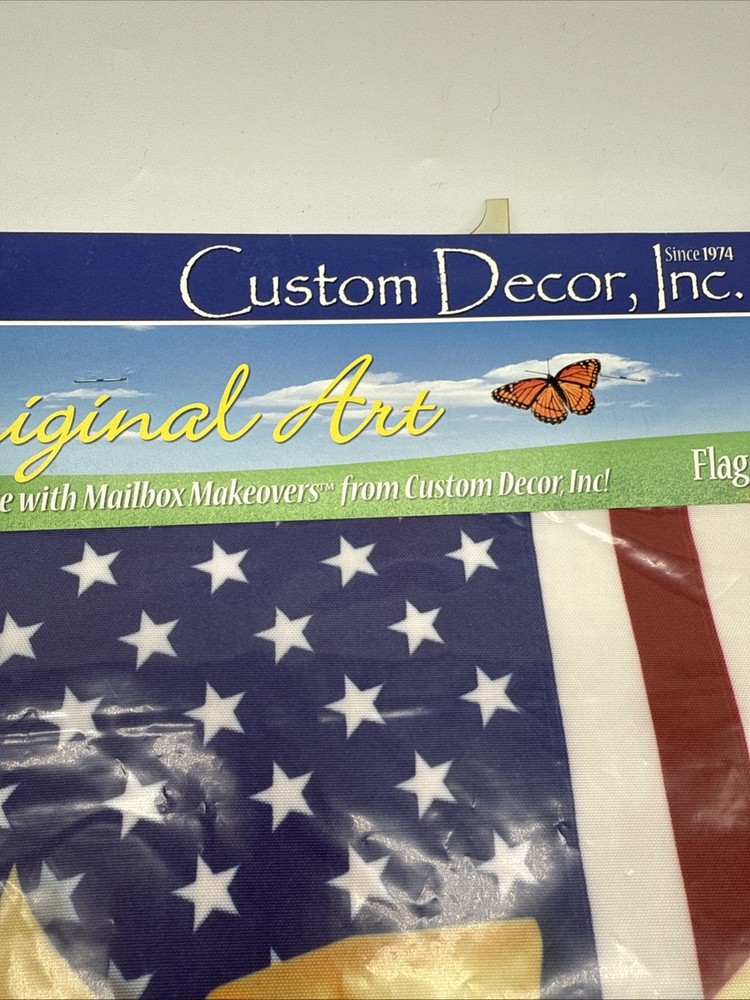 Since 1974
Custom Decor, Inc.
iginal Art
e with Mailbox Makeovers™ from Custom Decor, Inc!
Flag